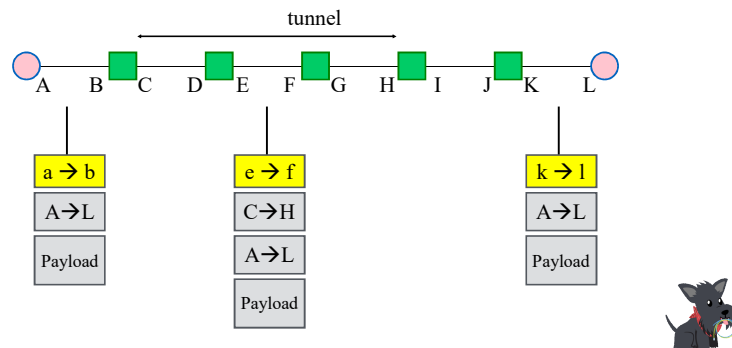 tunnel
A B C D E F G H I J K L
a → b
A→L
Payload
e → f
C→H
A→L
Payload
k → l
A→L
Payload